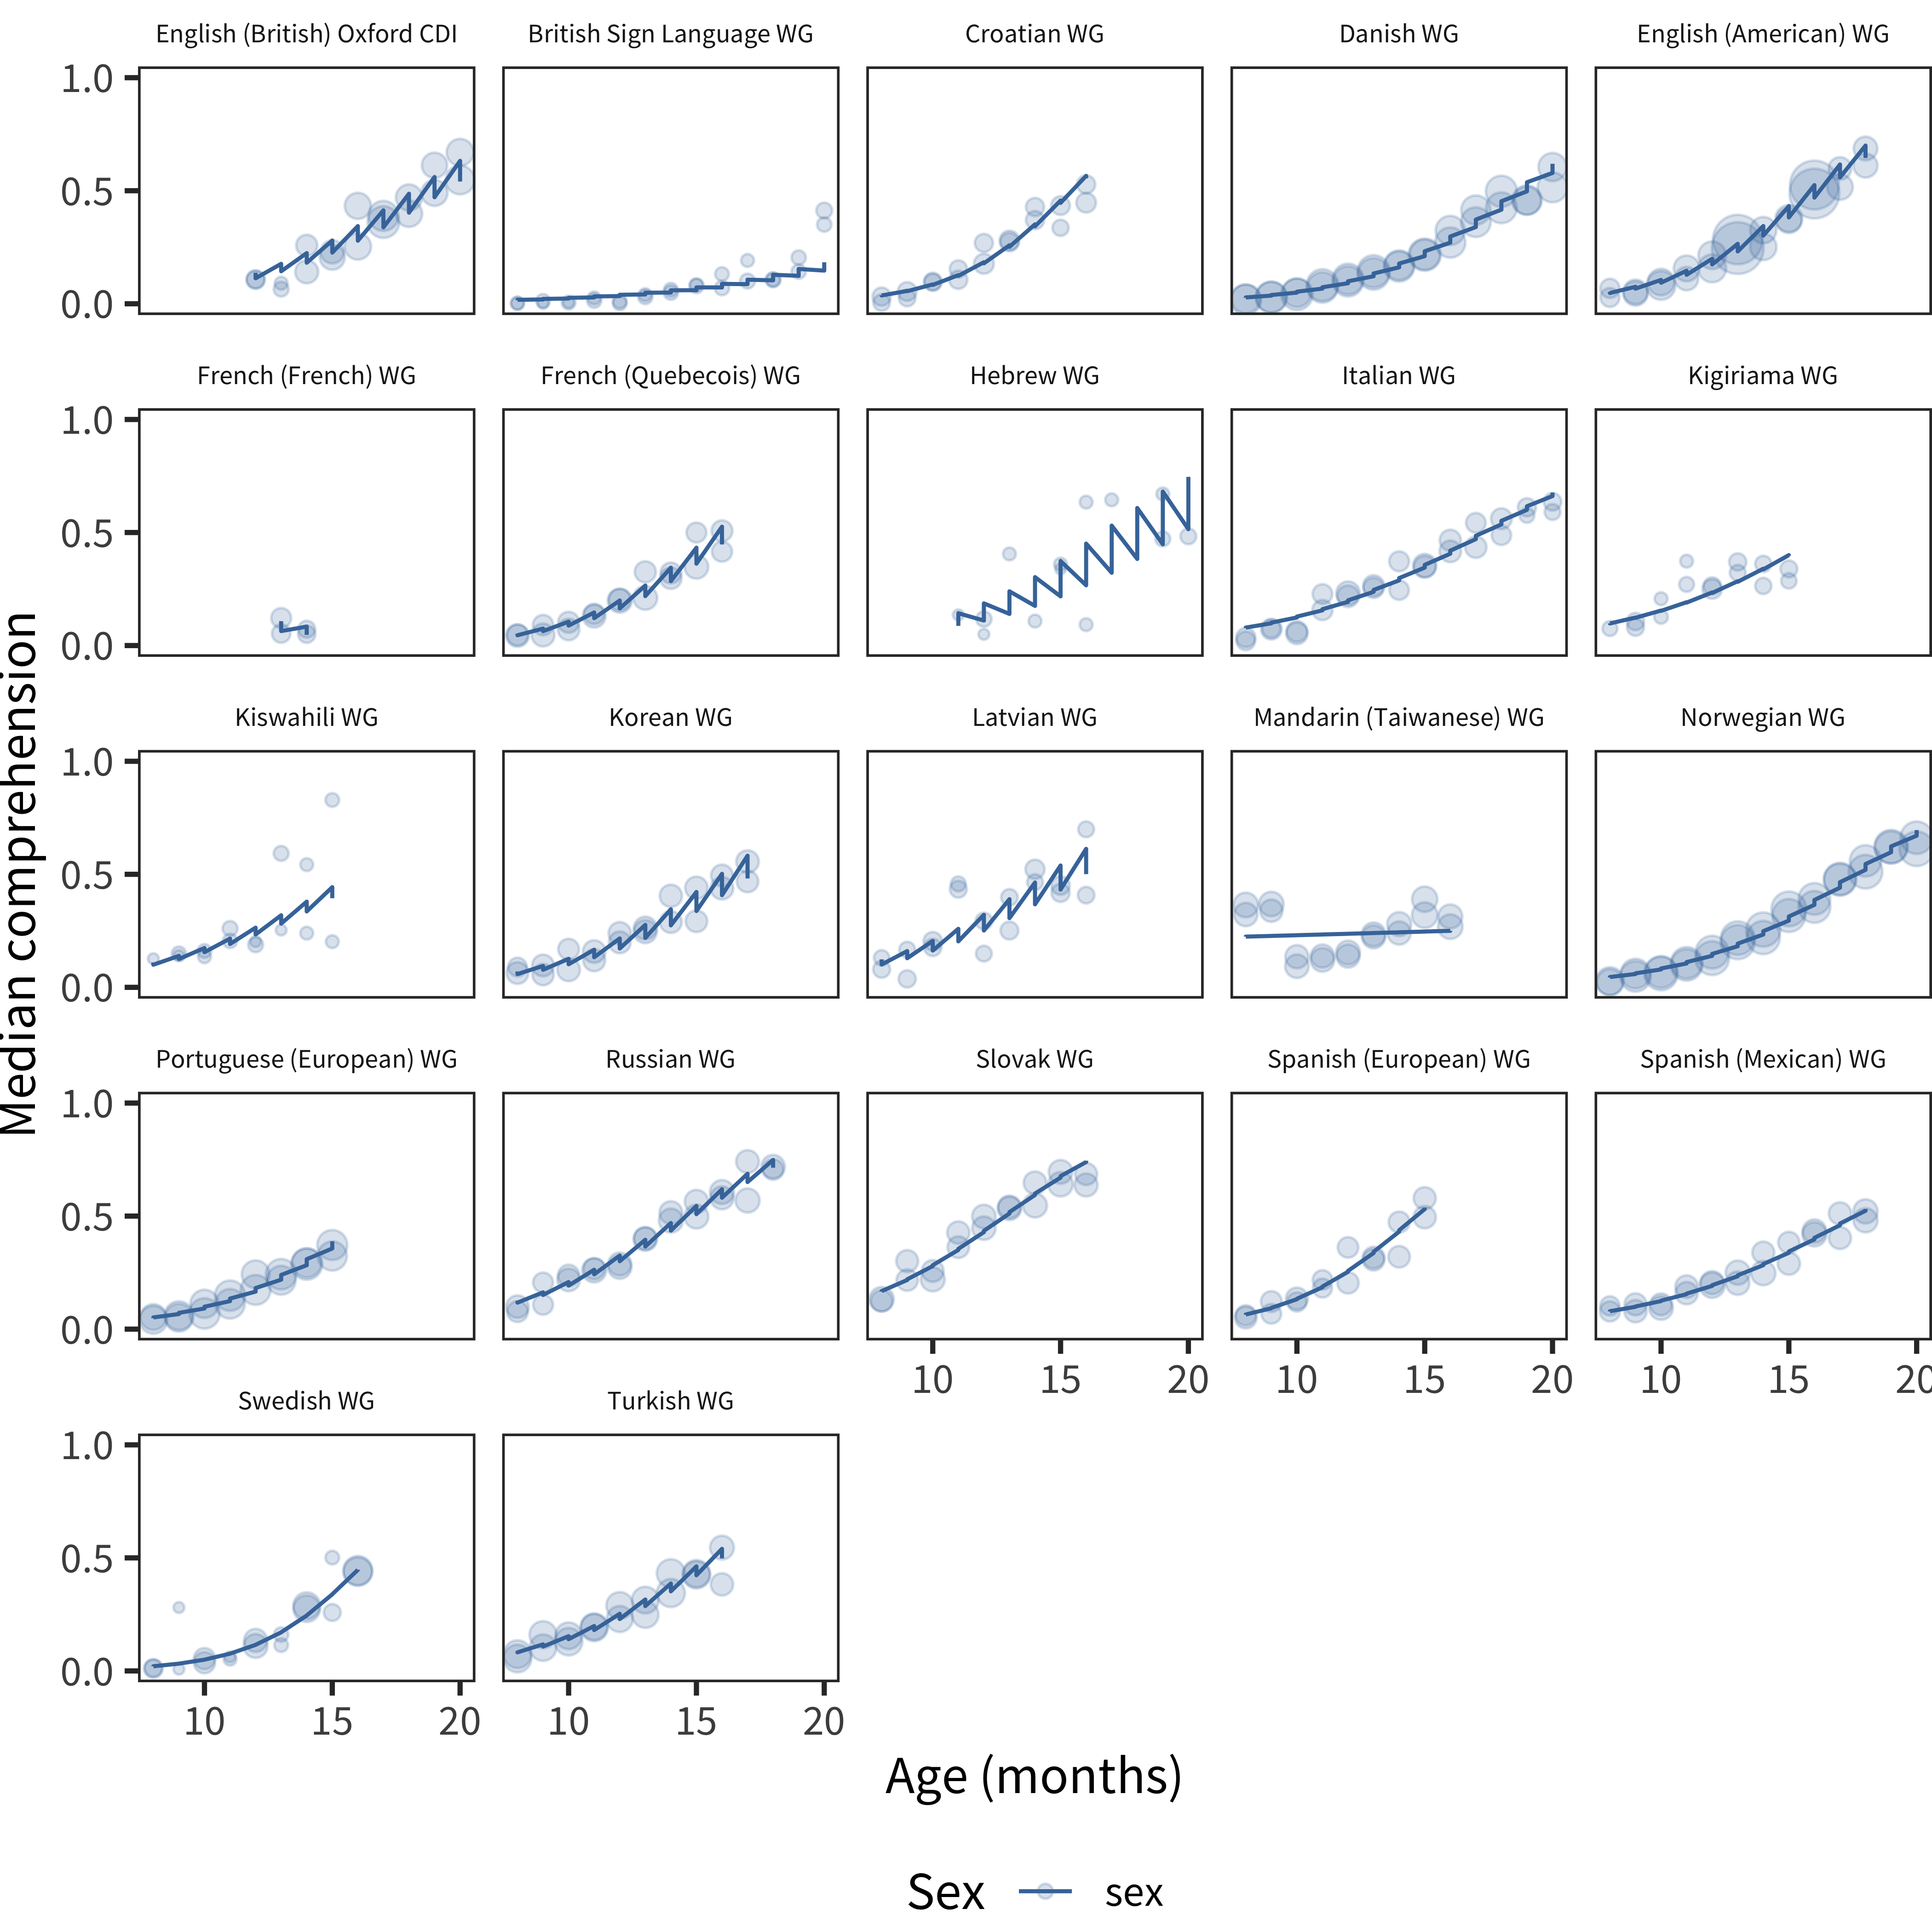 English (British) Oxford CDI
British Sign Language WG
Croatian WG
Danish WG
English (American) WG
1.0
0.5
0.0
French (French) WG
French (Quebecois) WG
Hebrew WG
Italian WG
Kigiriama WG
1.0
0.5
0.0
Median comprehension
Kiswahili WG
Korean WG
Latvian WG
Mandarin (Taiwanese) WG
Norwegian WG
1.0
0.5
0.0
Portuguese (European) WG
Russian WG
Slovak WG
Spanish (European) WG
Spanish (Mexican) WG
1.0
0.5
0.0
10 15 20
10 15 20
10 15 20
Swedish WG
Turkish WG
1.0
0.5
0.0
10 15 20
10 15 20
Age (months)
Sex sex